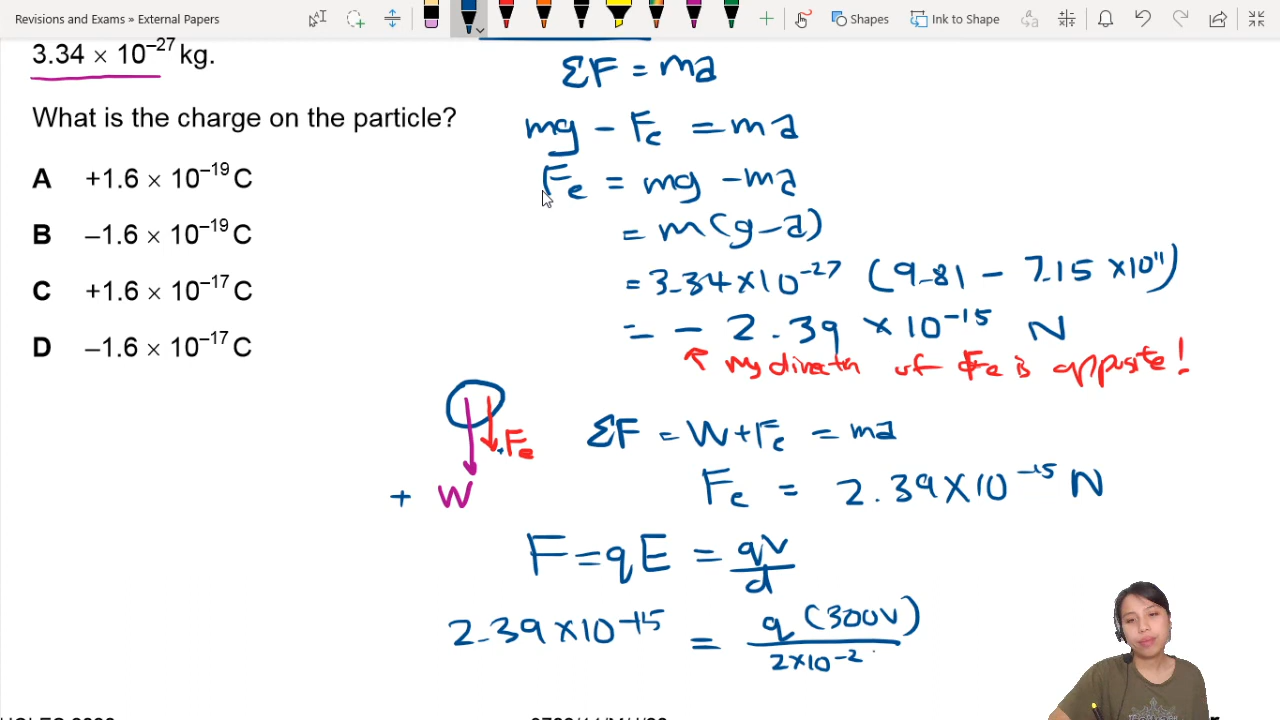 Revisions and Exams » External Papers
Shapes
Ink to Shape
3.34 × 10⁻²⁷ kg.
What is the charge on the particle?
A +1.6 × 10⁻¹⁹ C
B –1.6 × 10⁻¹⁹ C
C +1.6 × 10⁻¹⁷ C
D –1.6 × 10⁻¹⁷ C
ΣF = ma
mg – Fe = ma
Fe = mg – ma
= m(g – a)
= 3.34 × 10⁻²⁷ (9.81 – 7.15 × 10¹¹)
= – 2.39 × 10⁻¹⁵ N
my direct'n of Fe is opposite!
Fe
+ W
ΣF = W + Fe = ma
Fe = 2.39 × 10⁻¹⁵ N
F = qE = qV/d
2.39 × 10⁻¹⁵ = q (300V) / 2 × 10⁻²